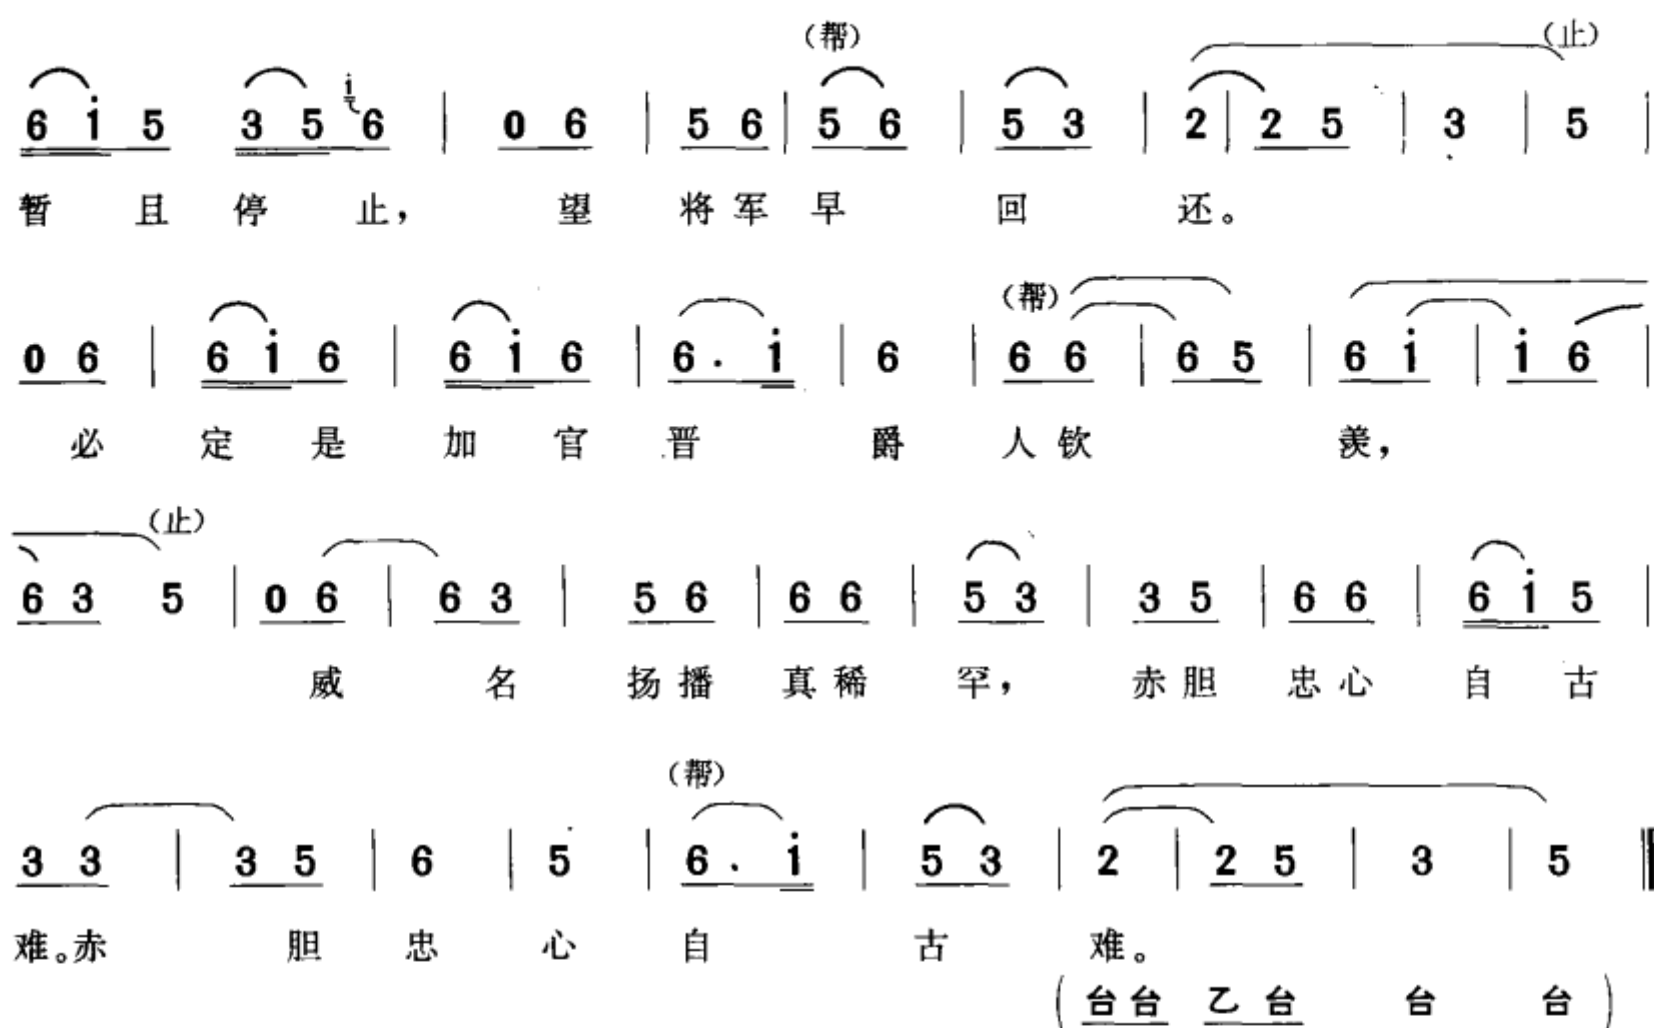 (帮) (止)
6 i 5 3 5 i 6 | 0 6 | 5 6 | 5 6 | 5 3 | 2 | 2 5 | 3 | 5 |
暂 且 停 止， 望 将 军 早 回 还。
(帮)
0 6 | 6 i 6 | 6 i 6 | 6 · i | 6 | 6 6 | 6 5 | 6 i | i 6 |
必 定 是 加 官 晋 爵 人 钦 羡，
(止)
6 3 5 | 0 6 | 6 3 | 5 6 | 6 6 | 5 3 | 3 5 | 6 6 | 6 i 5 |
威 名 扬 播 真 稀 罕， 赤 胆 忠 心 自 古
(帮)
3 3 | 3 5 | 6 | 5 | 6 · i | 5 3 | 2 | 2 5 | 3 | 5 ‖
难。赤 胆 忠 心 自 古 难。
(台 台 乙 台 台 台)